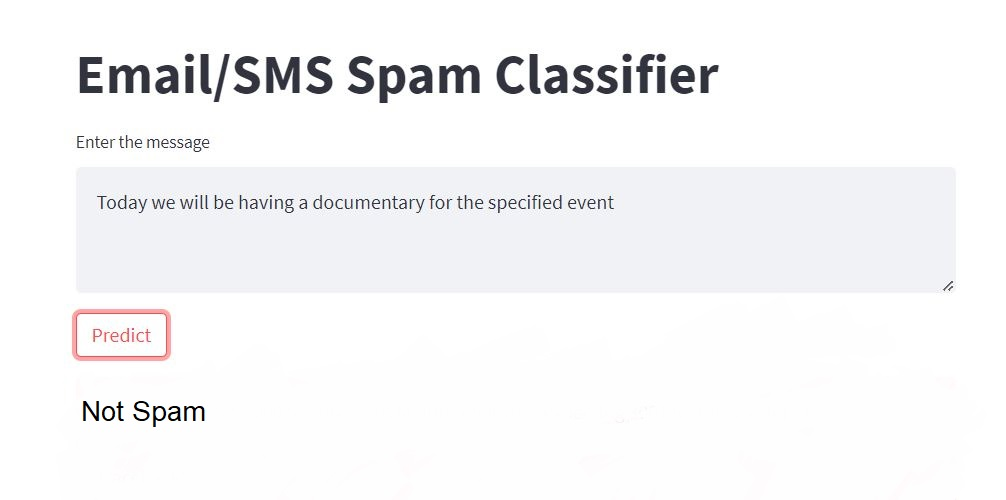 Email/SMS Spam Classifier
Enter the message
Today we will be having a documentary for the specified event
Predict
Not Spam